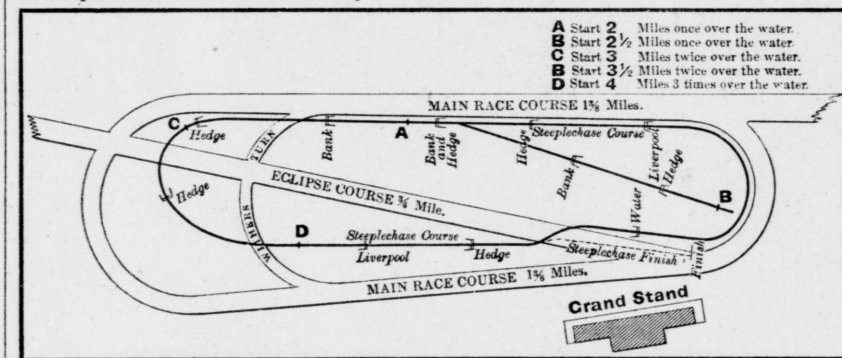 A Start 2 Miles once over the water.
B Start 2½ Miles once over the water.
C Start 3 Miles twice over the water.
B Start 3½ Miles twice over the water.
D Start 4 Miles 3 times over the water.
MAIN RACE COURSE 1⅝ Miles.
C
Hedge
TURN
Bank
A
Bank and Hedge
Hedge
Steeplechase Course
Liverpool
Hedge
Bank
Hedge
ECLIPSE COURSE ¾ Mile.
B
Water
WITHERS
D
Steeplechase Course
Liverpool
Hedge
Steeplechase Finish
Finish
MAIN RACE COURSE 1⅝ Miles.
Grand Stand